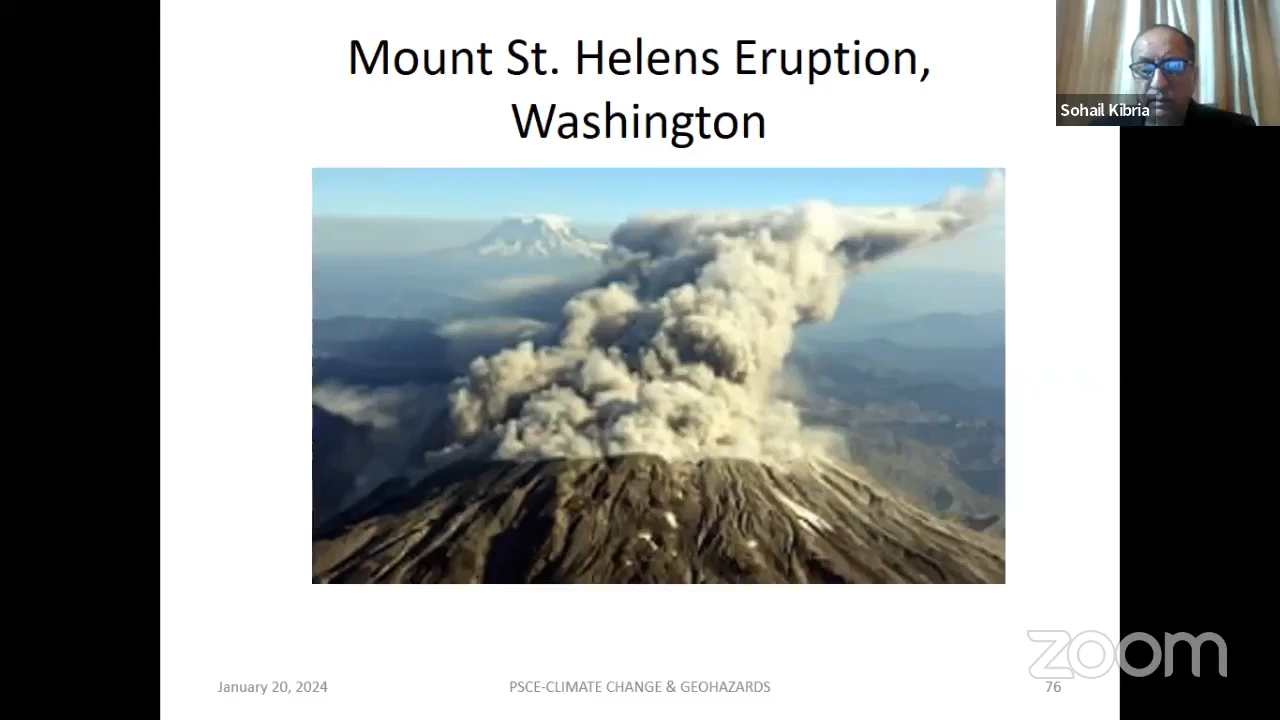 Mount St. Helens Eruption,
Washington
Sohail Kibria
zoom
January 20, 2024
PSCE-CLIMATE CHANGE & GEOHAZARDS
76